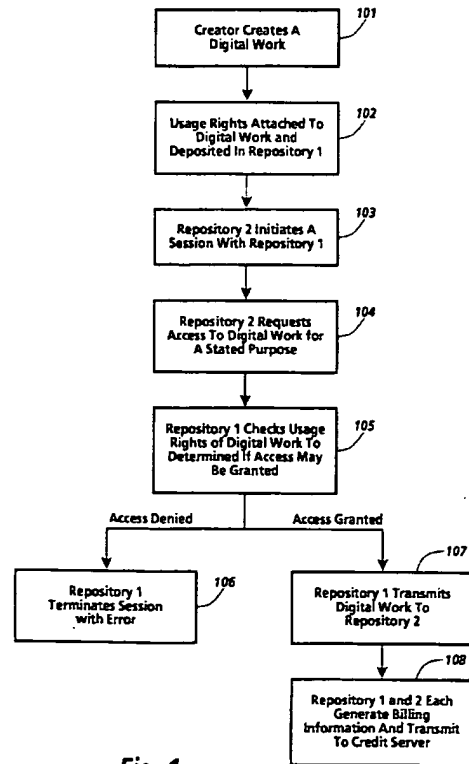 101
Creator Creates A
Digital Work
102
Usage Rights Attached To
Digital Work and
Deposited In Repository 1
103
Repository 2 Initiates A
Session With Repository 1
104
Repository 2 Requests
Access To Digital Work for
A Stated Purpose
105
Repository 1 Checks Usage
Rights of Digital Work To
Determined If Access May
Be Granted
Access Denied
Access Granted
106
Repository 1
Terminates Session
with Error
107
Repository 1 Transmits
Digital Work To
Repository 2
108
Repository 1 and 2 Each
Generate Billing
Information And Transmit
To Credit Server